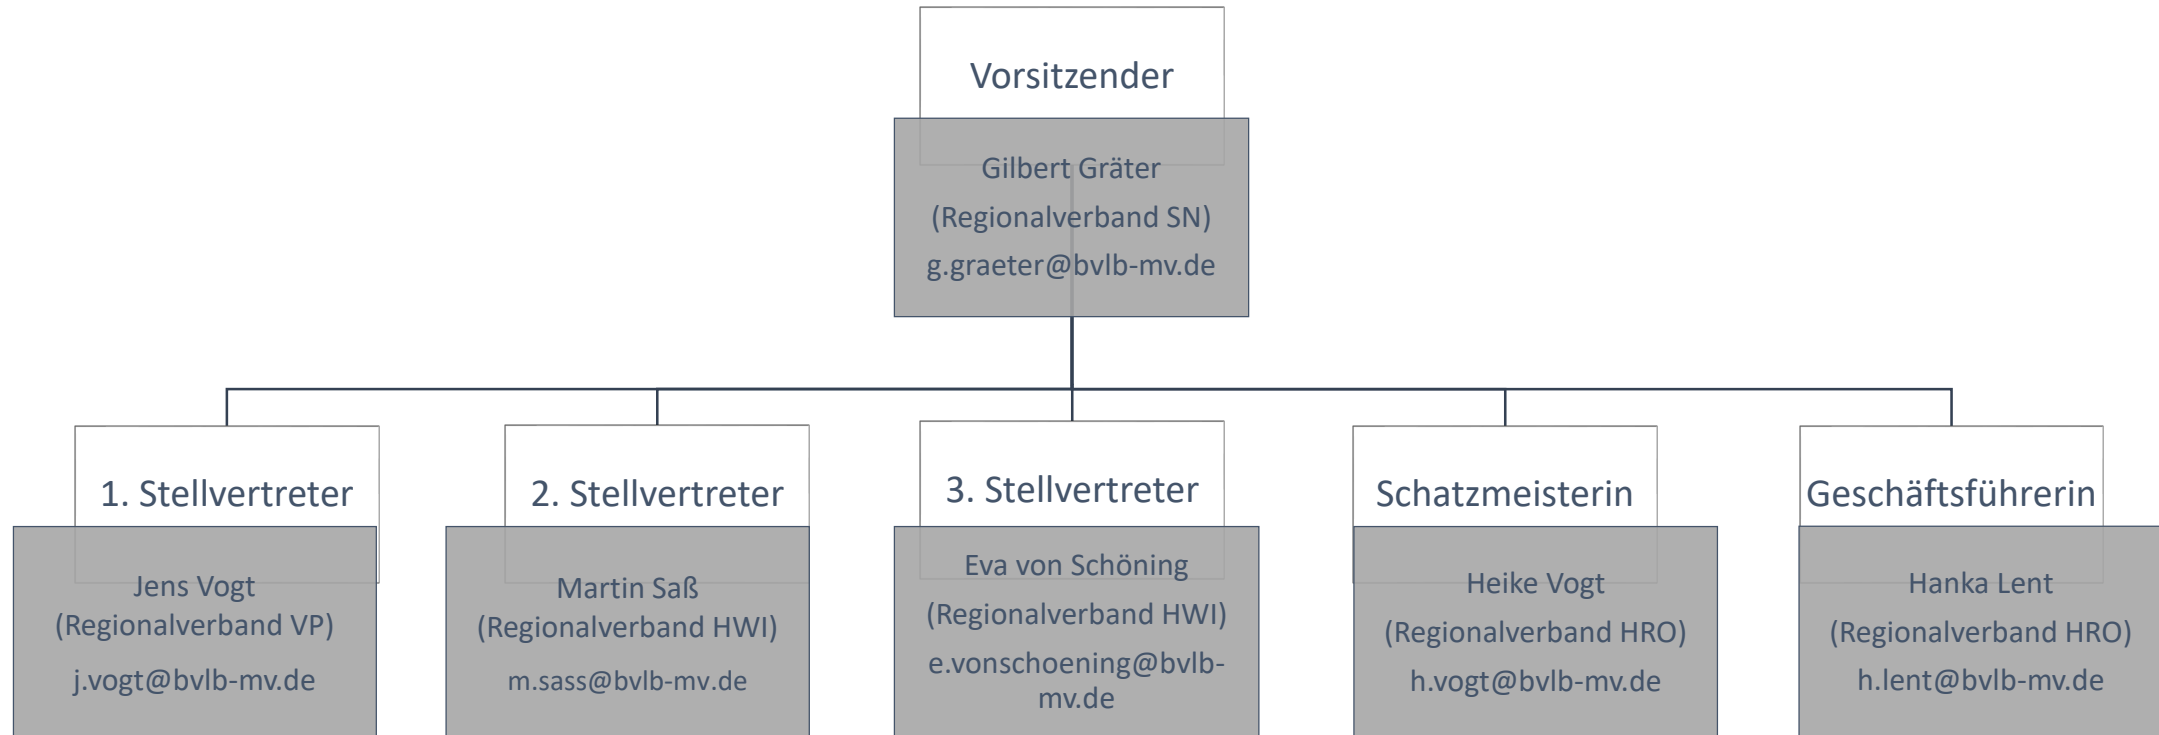 Vorsitzender
Gilbert Gräter
(Regionalverband SN)
g.graeter@bvlb-mv.de
1. Stellvertreter
Jens Vogt
(Regionalverband VP)
j.vogt@bvlb-mv.de
2. Stellvertreter
Martin Saß
(Regionalverband HWI)
m.sass@bvlb-mv.de
3. Stellvertreter
Eva von Schöning
(Regionalverband HWI)
e.vonschoening@bvlb-
mv.de
Schatzmeisterin
Heike Vogt
(Regionalverband HRO)
h.vogt@bvlb-mv.de
Geschäftsführerin
Hanka Lent
(Regionalverband HRO)
h.lent@bvlb-mv.de